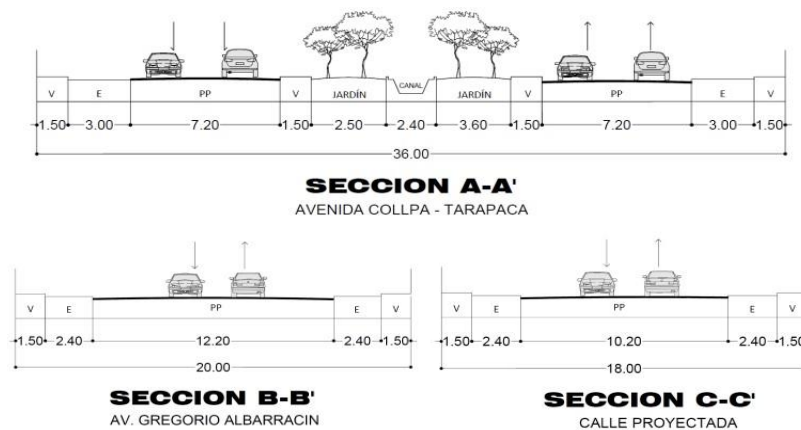 CANAL
V E PP V JARDÍN JARDÍN V PP E V
1.50 3.00 7.20 1.50 2.50 2.40 3.60 1.50 7.20 3.00 1.50
36.00
SECCION A-A'
AVENIDA COLLPA - TARAPACA
V E PP E V
1.50 2.40 12.20 2.40 1.50
20.00
SECCION B-B'
AV. GREGORIO ALBARRACIN
V E PP E V
1.50 2.40 10.20 2.40 1.50
18.00
SECCION C-C'
CALLE PROYECTADA